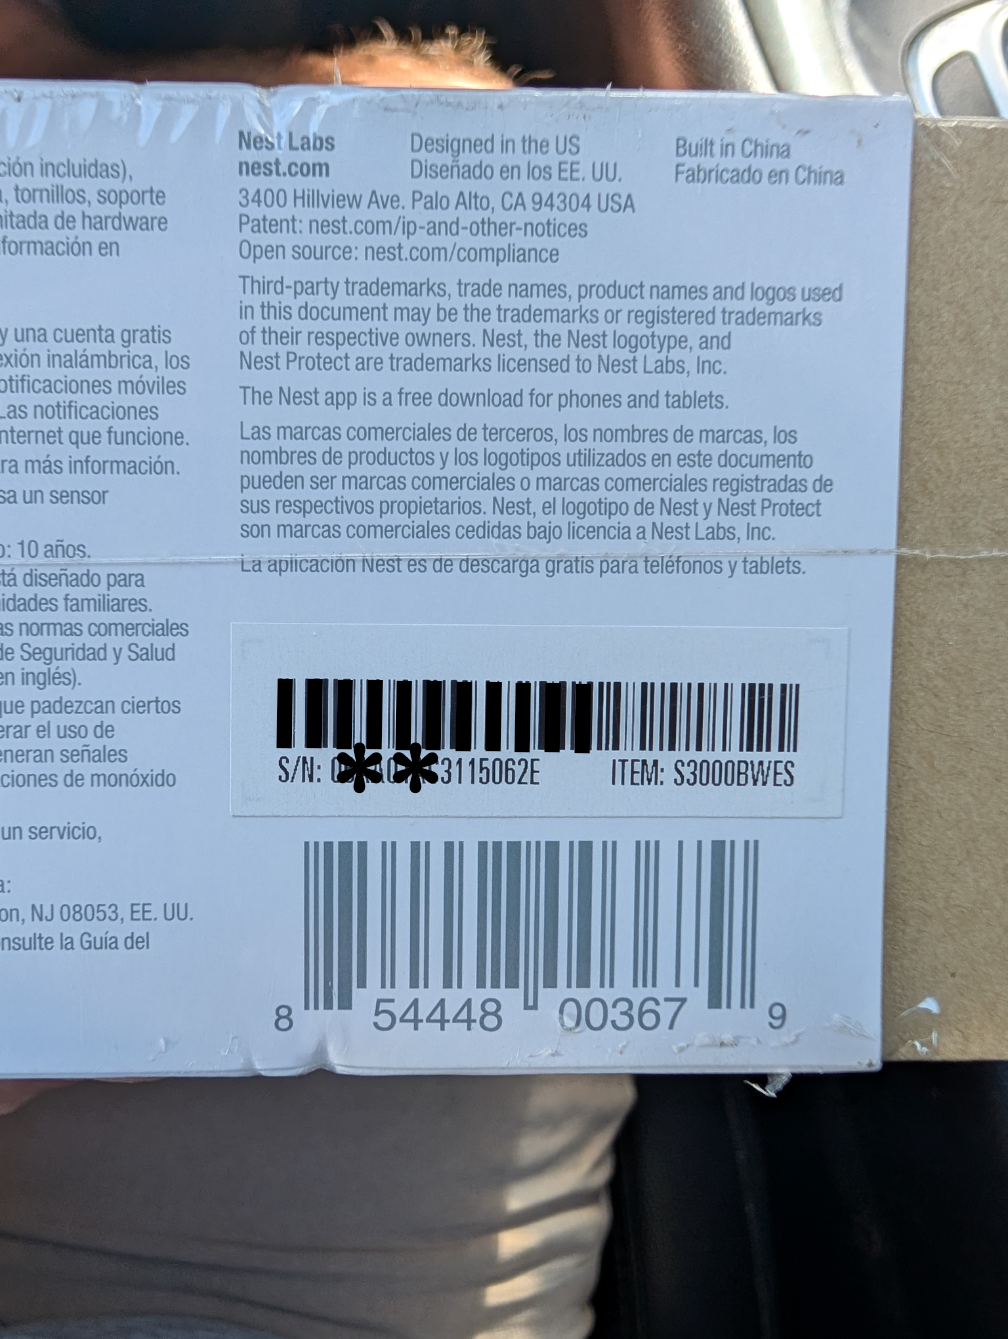 ción incluidas),
, tornillos, soporte
itada de hardware
formación en
y una cuenta gratis
exión inalámbrica, los
otificaciones móviles
Las notificaciones
nternet que funcione.
ra más información.
sa un sensor
o: 10 años.
tá diseñado para
idades familiares.
as normas comerciales
de Seguridad y Salud
en inglés).
que padezcan ciertos
erar el uso de
eneran señales
ciones de monóxido
un servicio,
a:
on, NJ 08053, EE. UU.
nsulte la Guía del
Nest Labs
nest.com
Designed in the US
Diseñado en los EE. UU.
Built in China
Fabricado en China
3400 Hillview Ave. Palo Alto, CA 94304 USA
Patent: nest.com/ip-and-other-notices
Open source: nest.com/compliance
Third-party trademarks, trade names, product names and logos used
in this document may be the trademarks or registered trademarks
of their respective owners. Nest, the Nest logotype, and
Nest Protect are trademarks licensed to Nest Labs, Inc.
The Nest app is a free download for phones and tablets.
Las marcas comerciales de terceros, los nombres de marcas, los
nombres de productos y los logotipos utilizados en este documento
pueden ser marcas comerciales o marcas comerciales registradas de
sus respectivos propietarios. Nest, el logotipo de Nest y Nest Protect
son marcas comerciales cedidas bajo licencia a Nest Labs, Inc.
La aplicación Nest es de descarga gratis para teléfonos y tablets.
S/N: 3115062E ITEM: S3000BWES
8 54448 00367 9